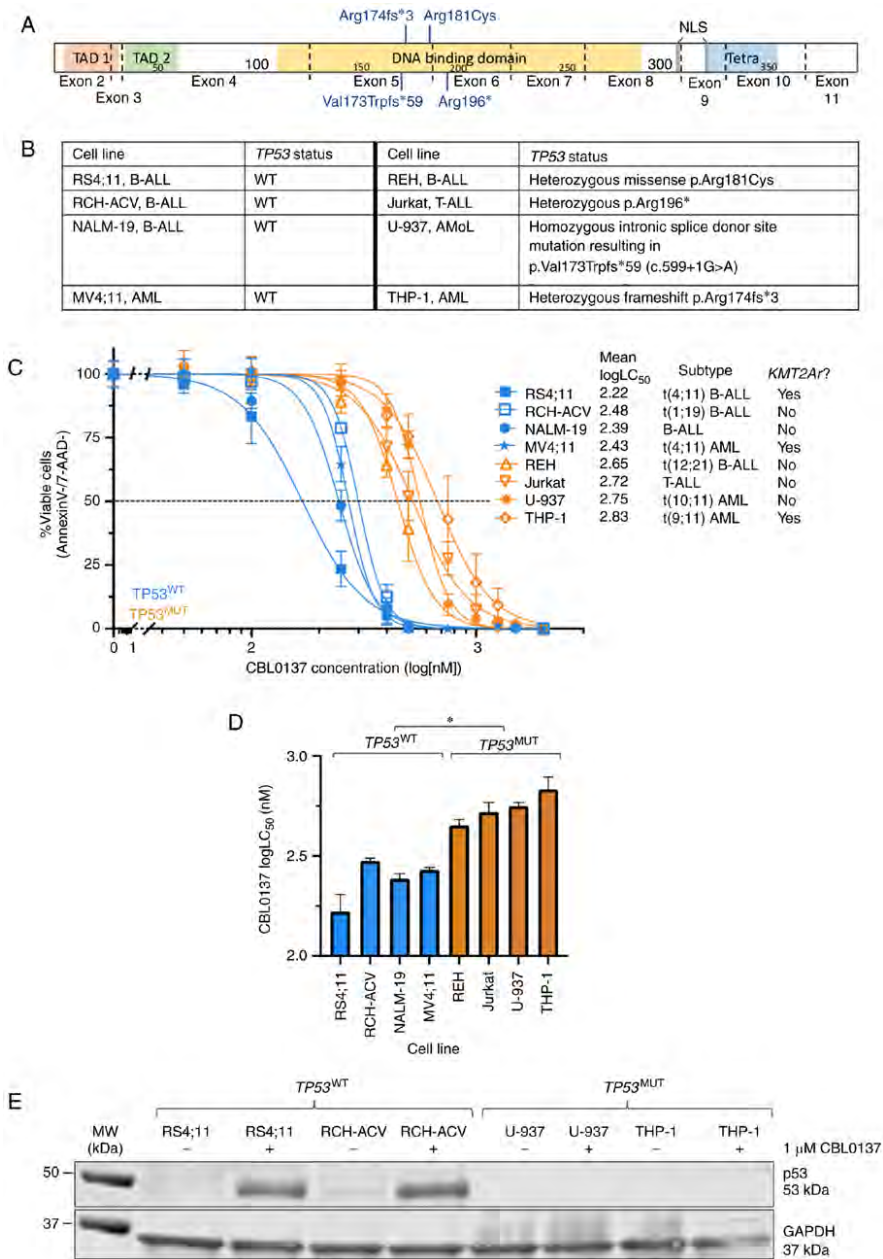 A
Arg174fs*3 Arg181Cys
NLS
TAD 1 TAD 2 50 100 150 DNA binding domain 200 250 300 Tetra 350
Exon 2 Exon 3 Exon 4 Exon 5 Exon 6 Exon 7 Exon 8 Exon 9 Exon 10 Exon 11
Val173Trpfs*59 Arg196*
B
Cell line TP53 status Cell line TP53 status
RS4;11, B-ALL WT REH, B-ALL Heterozygous missense p.Arg181Cys
RCH-ACV, B-ALL WT Jurkat, T-ALL Heterozygous p.Arg196*
NALM-19, B-ALL WT U-937, AMoL Homozygous intronic splice donor site
mutation resulting in
p.Val173Trpfs*59 (c.599+1G>A)
MV4;11, AML WT THP-1, AML Heterozygous frameshift p.Arg174fs*3
C
%Viable cells
(AnnexinV-/7-AAD-)
100
75
50
25
0
TP53WT
TP53MUT
0 1 2 3
CBL0137 concentration (log[nM])
Mean
logLC50 Subtype KMT2Ar?
RS4;11 2.22 t(4;11) B-ALL Yes
RCH-ACV 2.48 t(1;19) B-ALL No
NALM-19 2.39 B-ALL No
MV4;11 2.43 t(4;11) AML Yes
REH 2.65 t(12;21) B-ALL No
Jurkat 2.72 T-ALL No
U-937 2.75 t(10;11) AML No
THP-1 2.83 t(9;11) AML Yes
D
*
TP53WT TP53MUT
CBL0137 logLC50 (nM)
3.0
2.5
2.0
RS4;11 RCH-ACV NALM-19 MV4;11 REH Jurkat U-937 THP-1
Cell line
E
TP53WT TP53MUT
MW
(kDa)
RS4;11 RS4;11 RCH-ACV RCH-ACV U-937 U-937 THP-1 THP-1
– + – + – + – + 1 µM CBL0137
50
p53
53 kDa
37
GAPDH
37 kDa